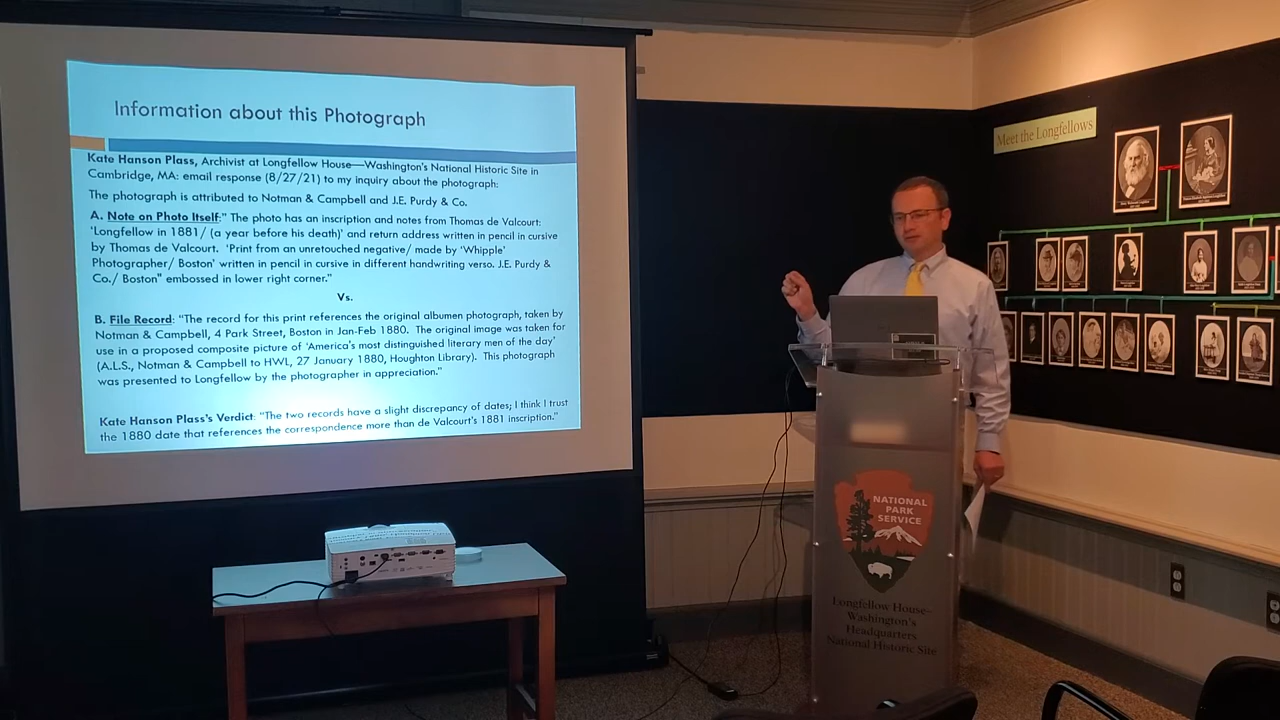 Information about this Photograph
Kate Hanson Plass, Archivist at Longfellow House—Washington's National Historic Site in
Cambridge, MA: email response (8/27/21) to my inquiry about the photograph:
The photograph is attributed to Notman & Campbell and J.E. Purdy & Co.
A. Note on Photo Itself:" The photo has an inscription and notes from Thomas de Valcourt:
'Longfellow in 1881/ (a year before his death)' and return address written in pencil in cursive
by Thomas de Valcourt. 'Print from an unretouched negative/ made by 'Whipple'
Photographer/ Boston' written in pencil in cursive in different handwriting verso. J.E. Purdy &
Co./ Boston" embossed in lower right corner."
Vs.
B. File Record: "The record for this print references the original albumen photograph, taken by
Notman & Campbell, 4 Park Street, Boston in Jan-Feb 1880. The original image was taken for
use in a proposed composite picture of 'America's most distinguished literary men of the day'
(A.L.S., Notman & Campbell to HWL, 27 January 1880, Houghton Library). This photograph
was presented to Longfellow by the photographer in appreciation."
Kate Hanson Plass's Verdict: "The two records have a slight discrepancy of dates; I think I trust
the 1880 date that references the correspondence more than de Valcourt's 1881 inscription."
Meet the Longfellows
NATIONAL
PARK
SERVICE
Longfellow House–
Washington's
Headquarters
National Historic Site